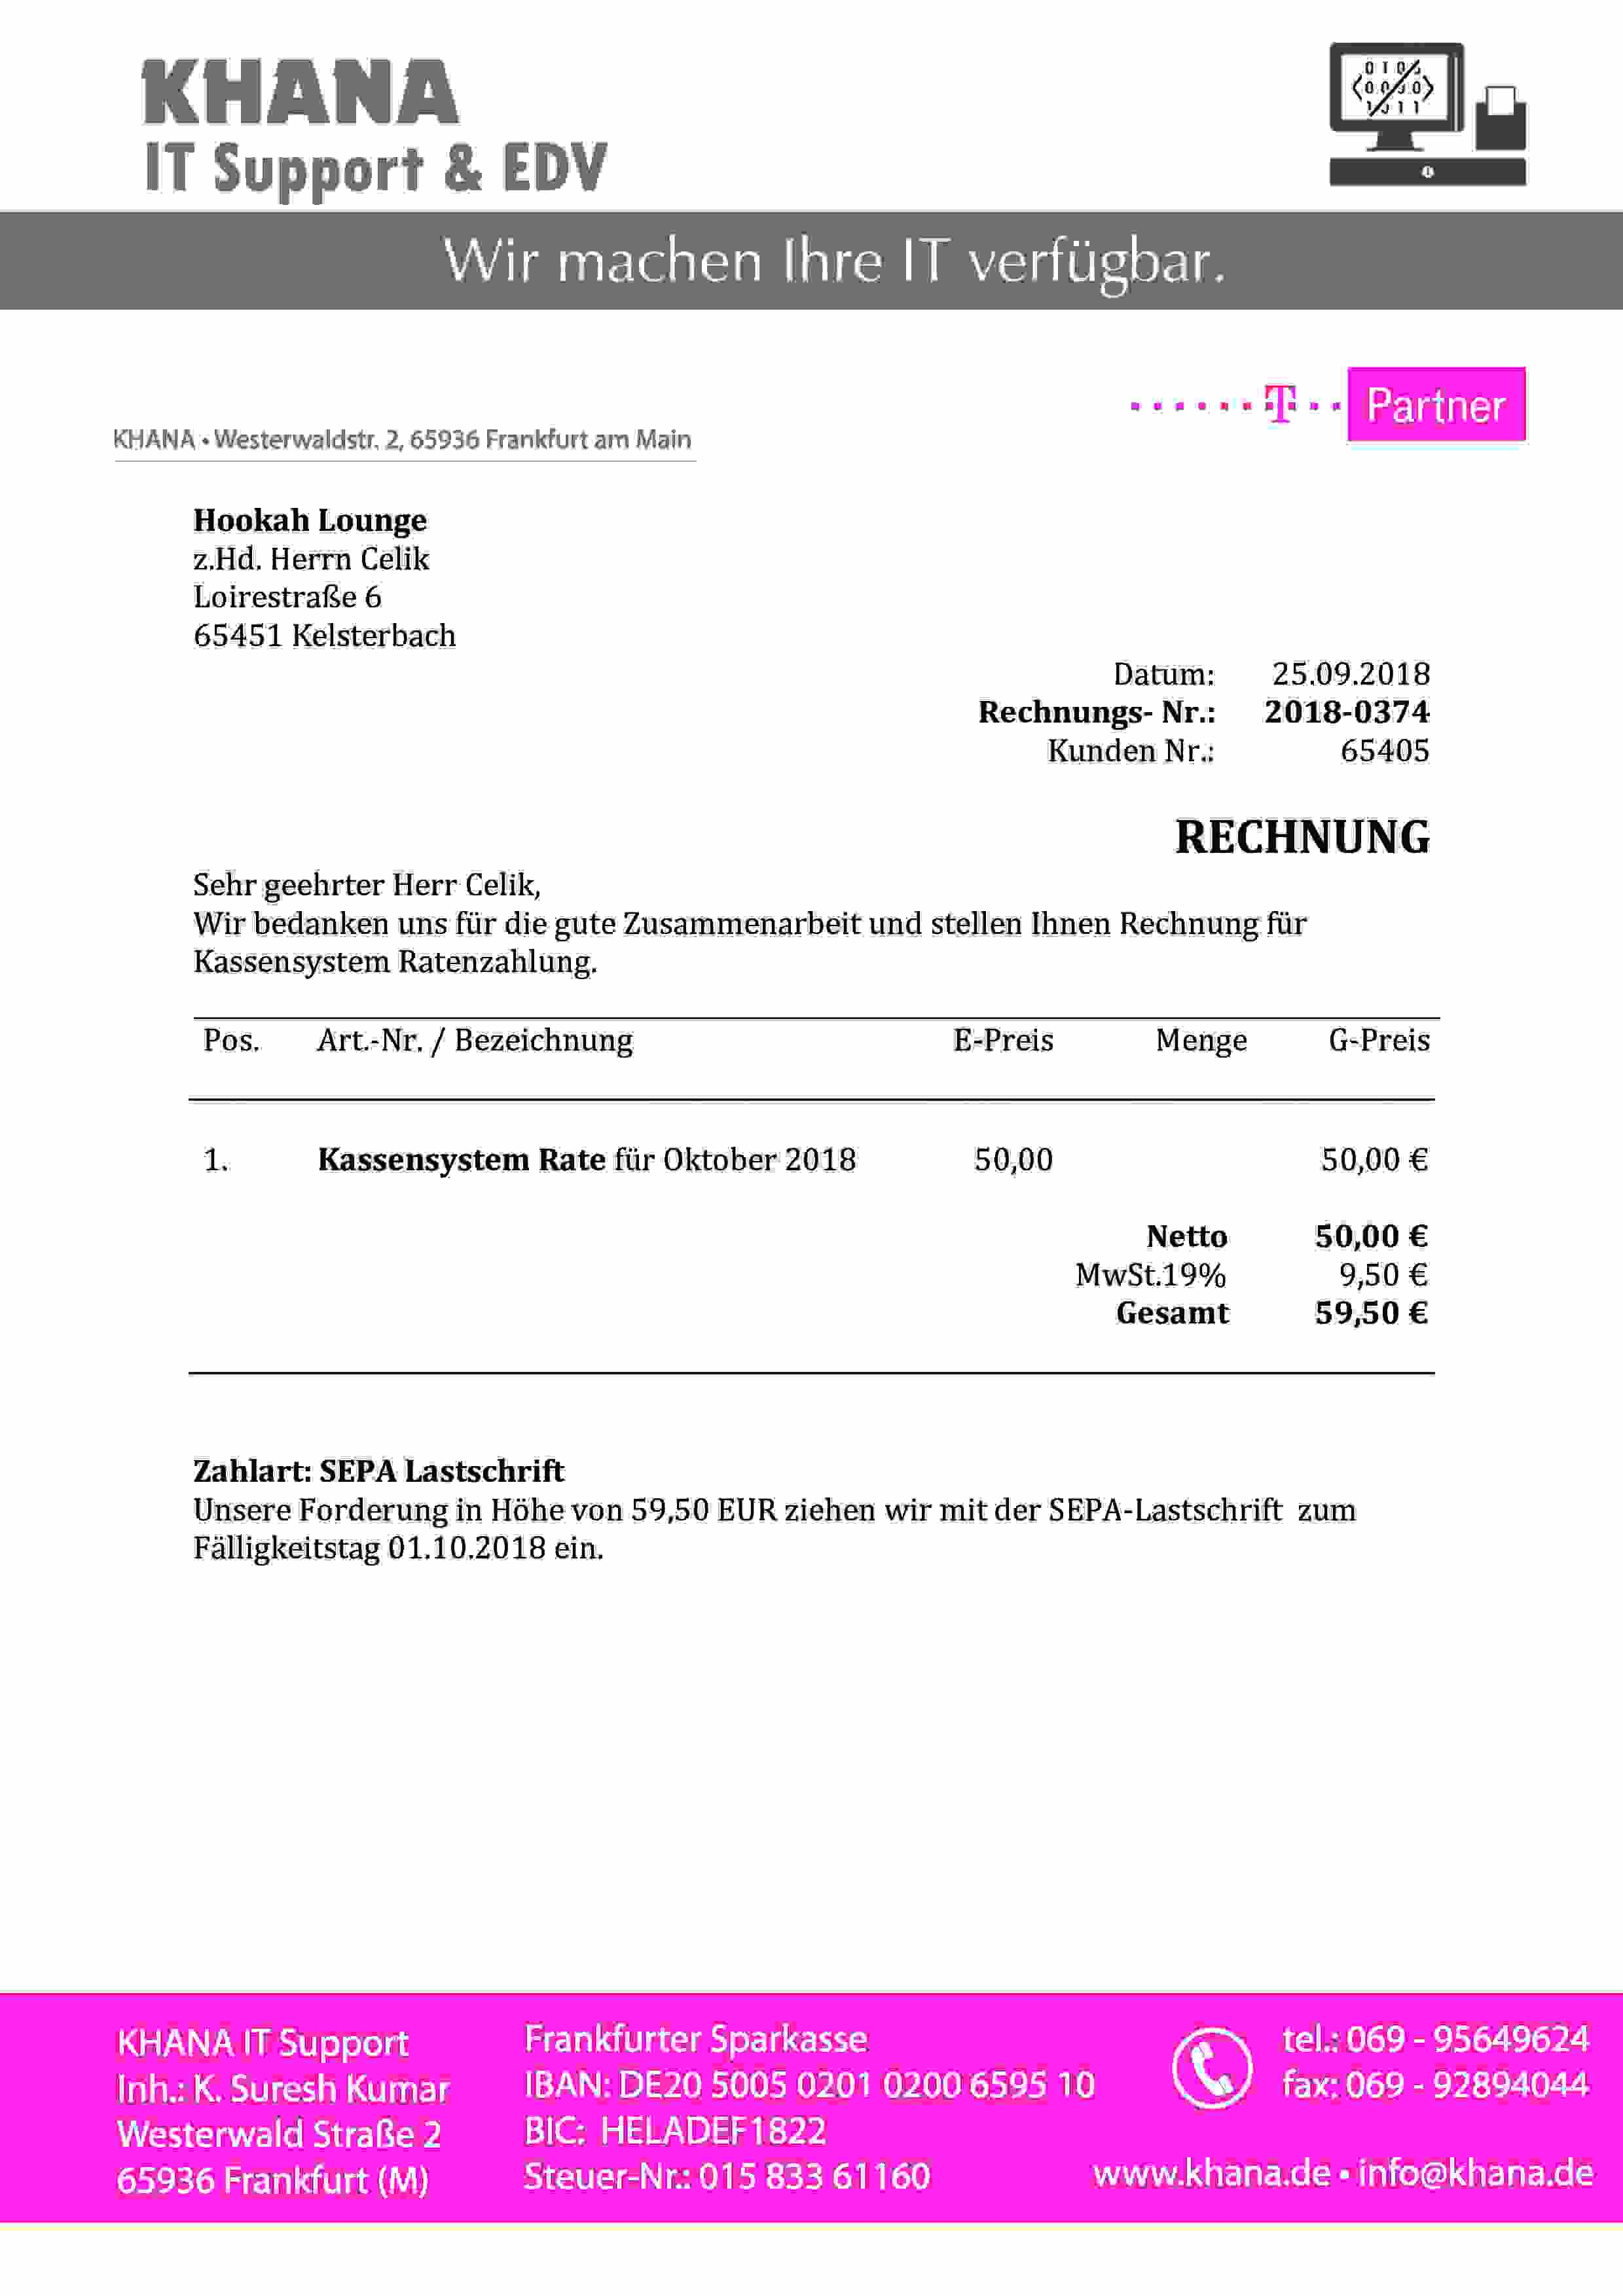 KHANA
IT Support & EDV
Wir machen Ihre IT verfügbar.
T Partner
KHANA • Westerwaldstr. 2, 65936 Frankfurt am Main
Hookah Lounge
z.Hd. Herrn Celik
Loirestraße 6
65451 Kelsterbach
Datum: 25.09.2018
Rechnungs- Nr.: 2018-0374
Kunden Nr.: 65405
RECHNUNG
Sehr geehrter Herr Celik,
Wir bedanken uns für die gute Zusammenarbeit und stellen Ihnen Rechnung für
Kassensystem Ratenzahlung.
Pos. Art.-Nr. / Bezeichnung E-Preis Menge G-Preis
1. Kassensystem Rate für Oktober 2018 50,00 50,00 €
Netto 50,00 €
MwSt.19% 9,50 €
Gesamt 59,50 €
Zahlart: SEPA Lastschrift
Unsere Forderung in Höhe von 59,50 EUR ziehen wir mit der SEPA-Lastschrift zum
Fälligkeitstag 01.10.2018 ein.
KHANA IT Support
Inh.: K. Suresh Kumar
Westerwald Straße 2
65936 Frankfurt (M)
Frankfurter Sparkasse
IBAN: DE20 5005 0201 0200 6595 10
BIC: HELADEF1822
Steuer-Nr.: 015 833 61160
tel.: 069 - 95649624
fax: 069 - 92894044
www.khana.de • info@khana.de